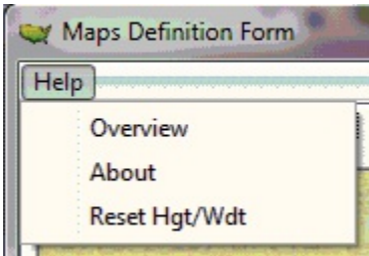 Maps Definition Form
Help
Overview
About
Reset Hgt/Wdt